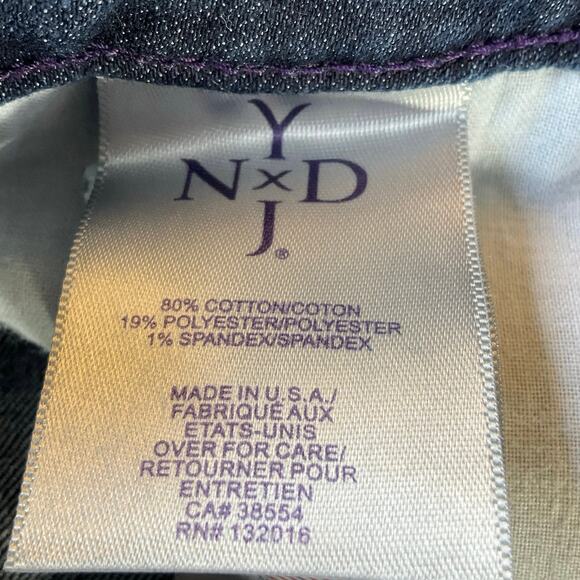 Y
N×D
J®
80% COTTON/COTON
19% POLYESTER/POLYESTER
1% SPANDEX/SPANDEX
MADE IN U.S.A./
FABRIQUÉ AUX
ETATS-UNIS
OVER FOR CARE/
RETOURNER POUR
ENTRETIEN
CA# 38554
RN# 132016